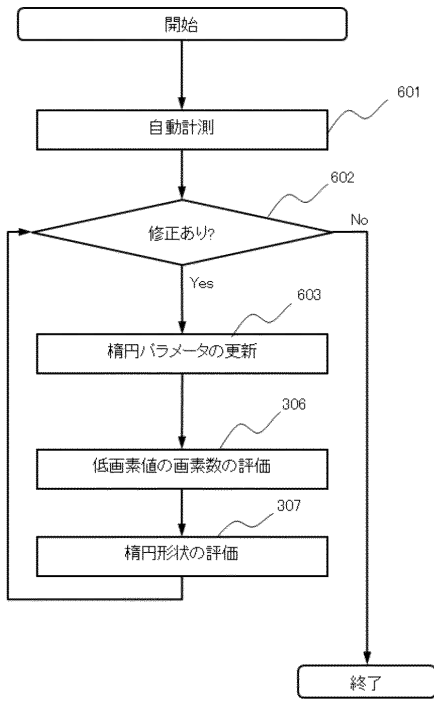 開始
601
自動計測
602
修正あり?
No
Yes
603
楕円パラメータの更新
306
低画素値の画素数の評価
307
楕円形状の評価
終了